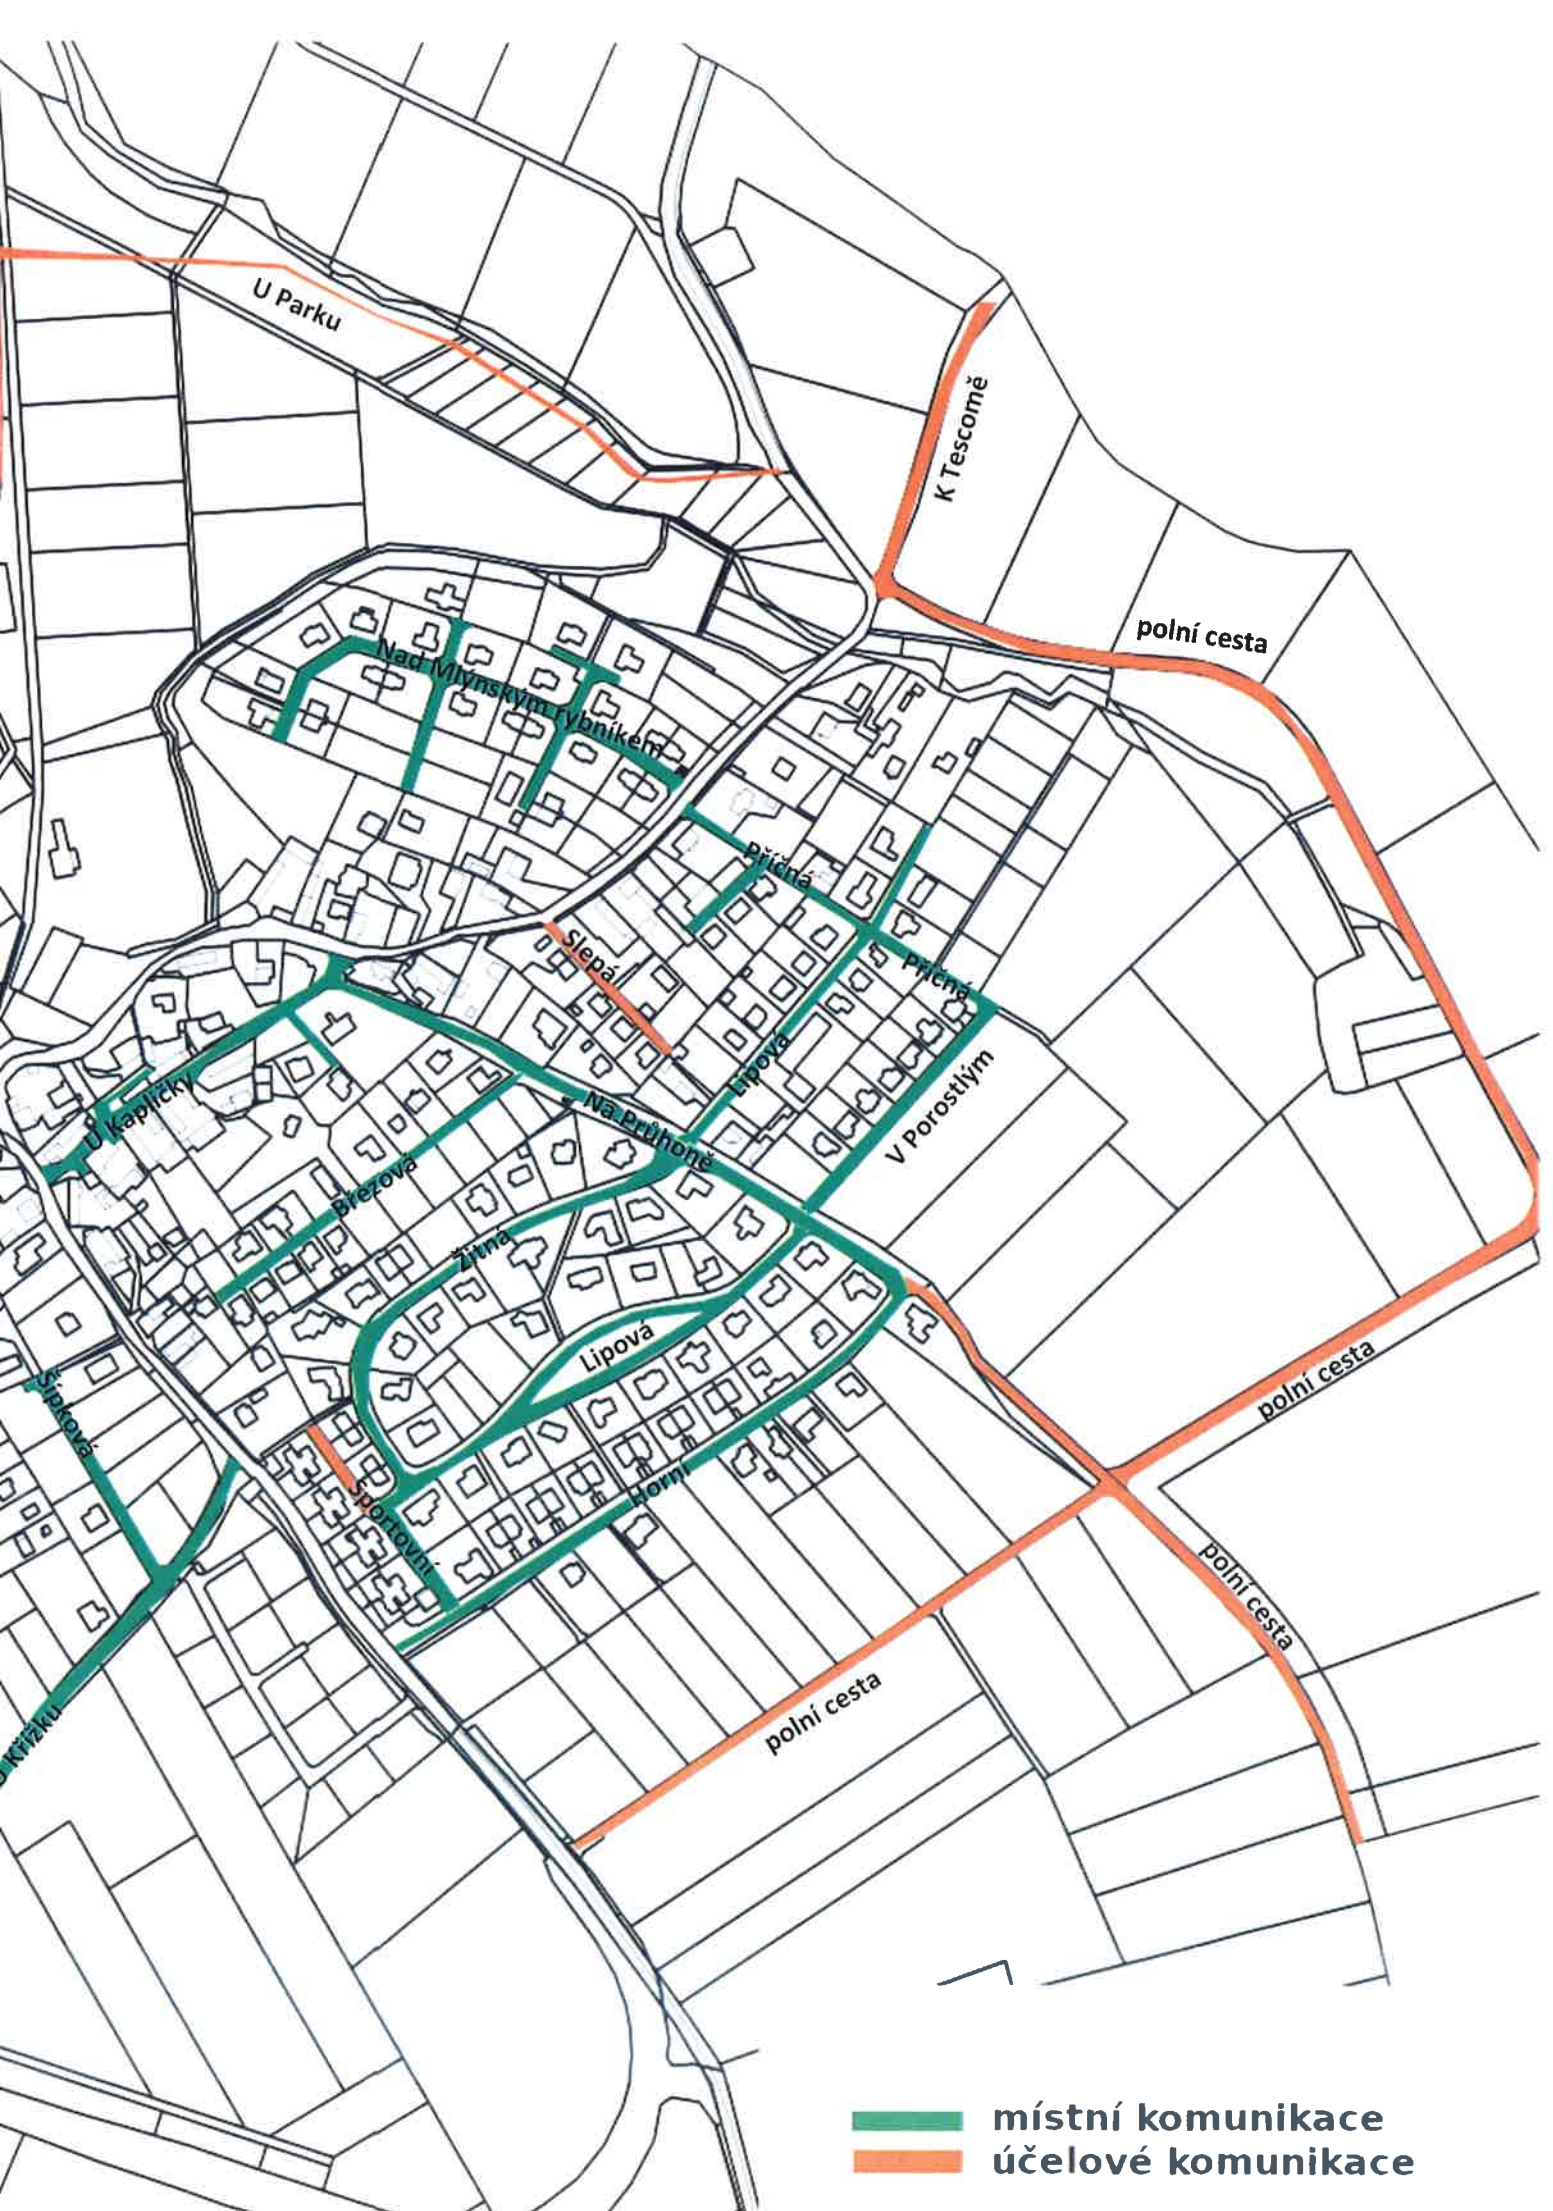 U Parku
K Tescomě
polní cesta
Nad Mlýnským rybníkem
Příčná
Slepá
Příčná
Lipová
V Porostlým
U Kapličky
Na Průhoně
Březová
Žitná
Lipová
polní cesta
Šípková
Sportovní
Horní
polní cesta
polní cesta
U Křížku
místní komunikace
účelové komunikace